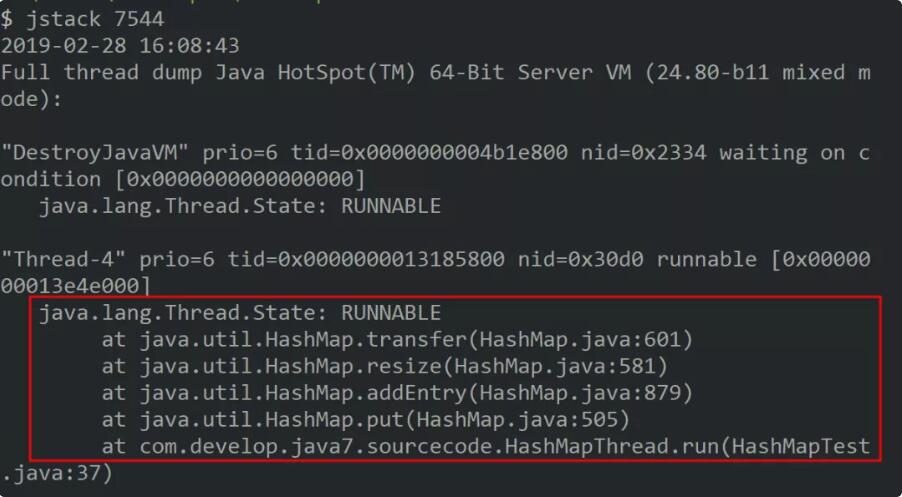 $ jstack 7544
2019-02-28 16:08:43
Full thread dump Java HotSpot(TM) 64-Bit Server VM (24.80-b11 mixed m
ode):
"DestroyJavaVM" prio=6 tid=0x0000000004b1e800 nid=0x2334 waiting on c
ondition [0x0000000000000000]
java.lang.Thread.State: RUNNABLE
"Thread-4" prio=6 tid=0x0000000013185800 nid=0x30d0 runnable [0x00000
00013e4e000]
java.lang.Thread.State: RUNNABLE
at java.util.HashMap.transfer(HashMap.java:601)
at java.util.HashMap.resize(HashMap.java:581)
at java.util.HashMap.addEntry(HashMap.java:879)
at java.util.HashMap.put(HashMap.java:505)
at com.develop.java7.sourcecode.HashMapThread.run(HashMapTest
.java:37)